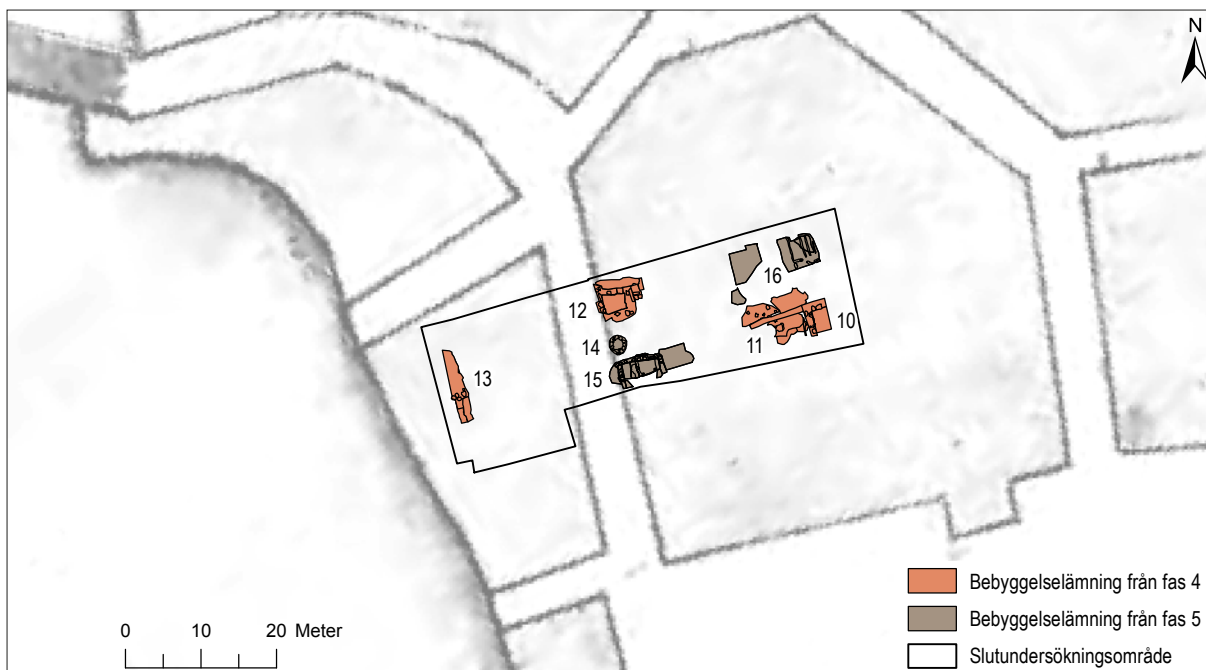 N
16
12
10
11
14
15
13
Bebyggelselämning från fas 4
0 10 20 Meter
Bebyggelselämning från fas 5
Slutundersökningsområde